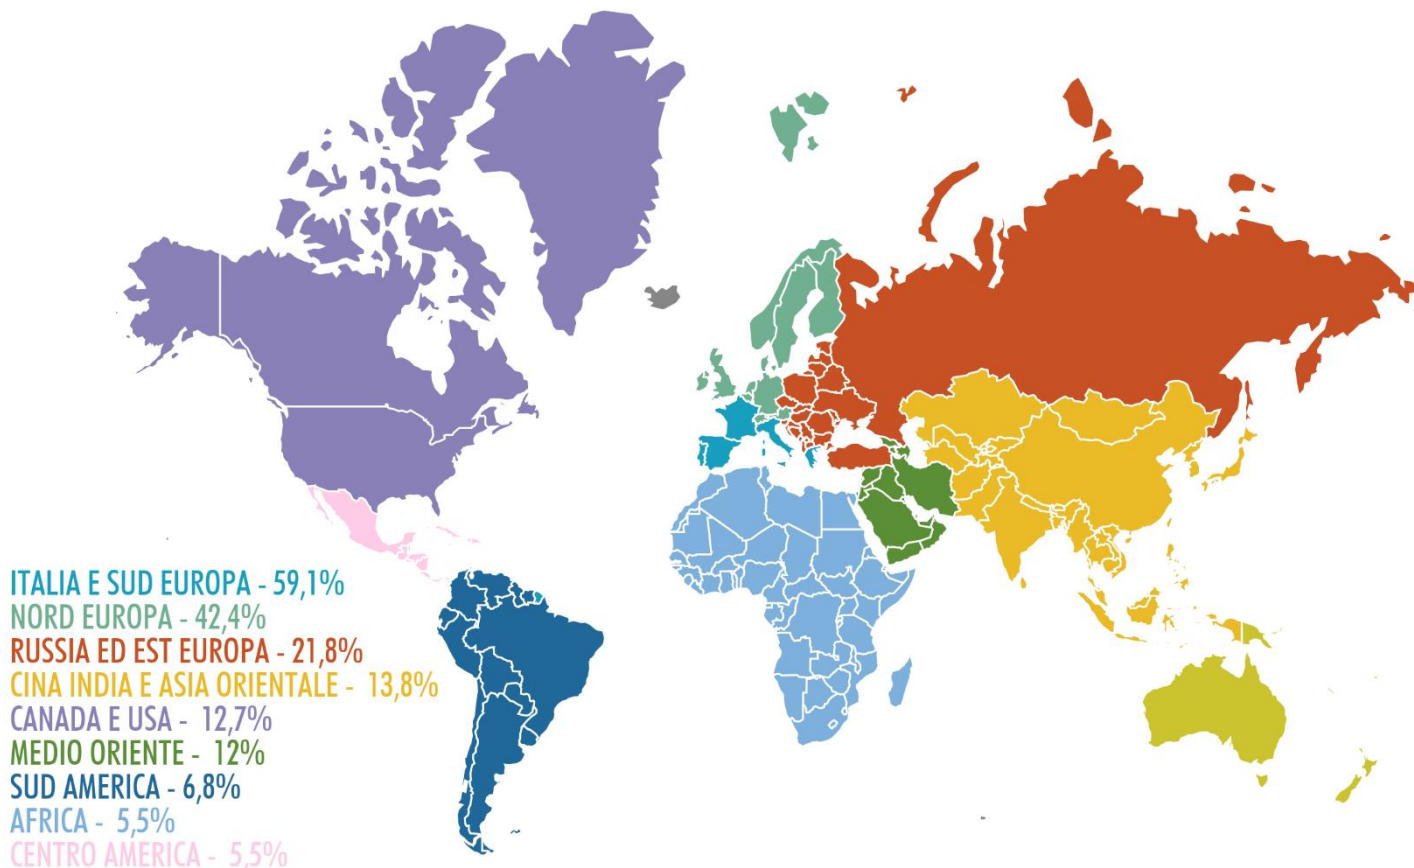 ITALIA E SUD EUROPA - 59,1%
NORD EUROPA - 42,4%
RUSSIA ED EST EUROPA - 21,8%
CINA INDIA E ASIA ORIENTALE - 13,8%
CANADA E USA - 12,7%
MEDIO ORIENTE - 12%
SUD AMERICA - 6,8%
AFRICA - 5,5%
CENTRO AMERICA - 5,5%